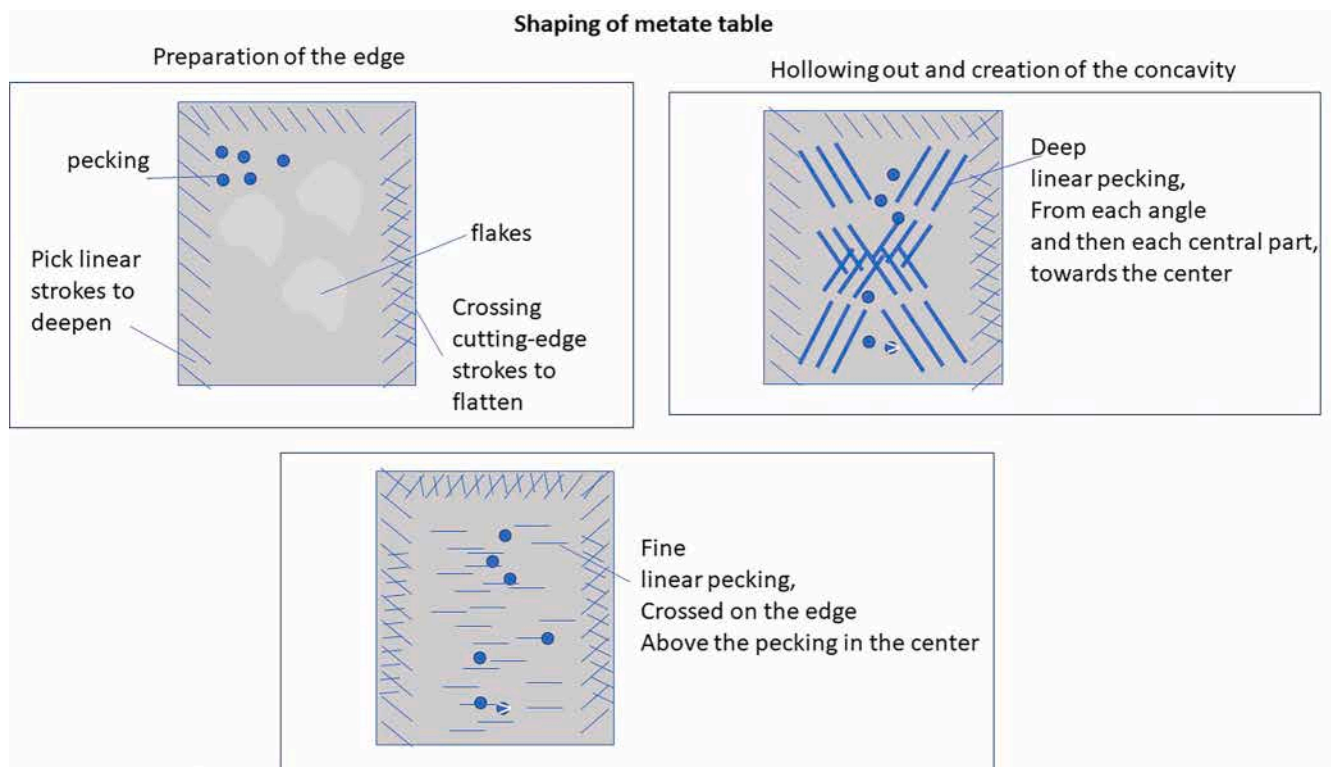 Shaping of metate table
Preparation of the edge
pecking
flakes
Pick linear
strokes to
deepen
Crossing
cutting-edge
strokes to
flatten
Hollowing out and creation of the concavity
Deep
linear pecking,
From each angle
and then each central part,
towards the center
Fine
linear pecking,
Crossed on the edge
Above the pecking in the center